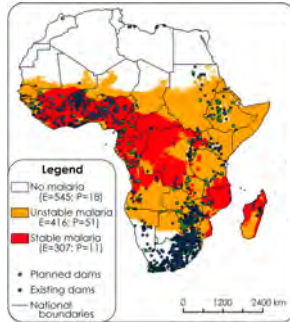 Legend
No malaria
(E=545; P=18)
Unstable malaria
(E=416; P=51)
Stable malaria
(E=307; P=11)
Planned dams
Existing dams
National
boundaries
0 1200 2400 km